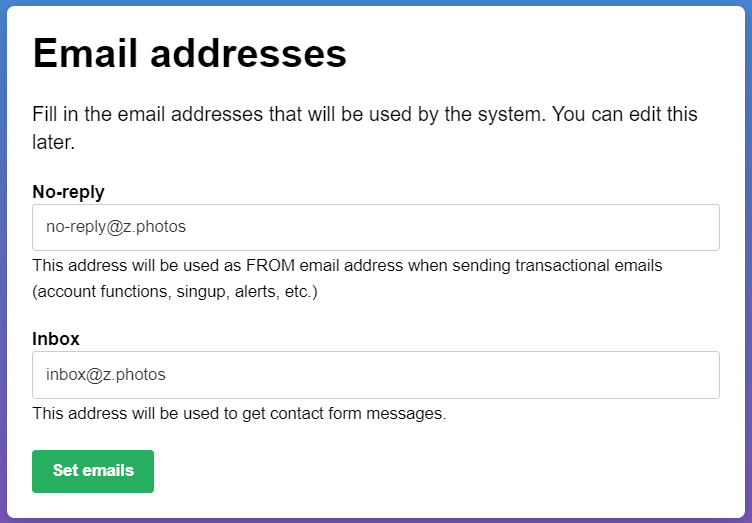 Email addresses
Fill in the email addresses that will be used by the system. You can edit this
later.
No-reply
no-reply@z.photos
This address will be used as FROM email address when sending transactional emails
(account functions, singup, alerts, etc.)
Inbox
inbox@z.photos
This address will be used to get contact form messages.
Set emails